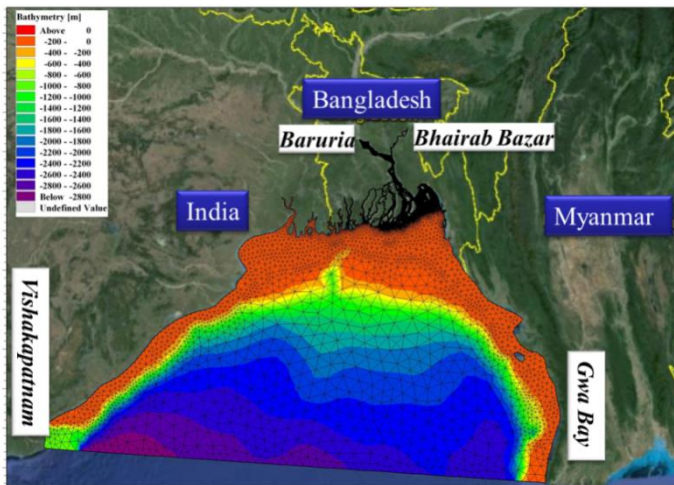 Bathymetry [m]
Above 0
-200 - 0
-400 - -200
-600 - -400
-800 - -600
-1000 - -800
-1200 - -1000
-1400 - -1200
-1600 - -1400
-1800 - -1600
-2000 - -1800
-2200 - -2000
-2400 - -2200
-2600 - -2400
-2800 - -2600
Below -2800
Undefined Value
Bangladesh
Baruria
Bhairab Bazar
India
Myanmar
Vishakapatnam
Gwa Bay